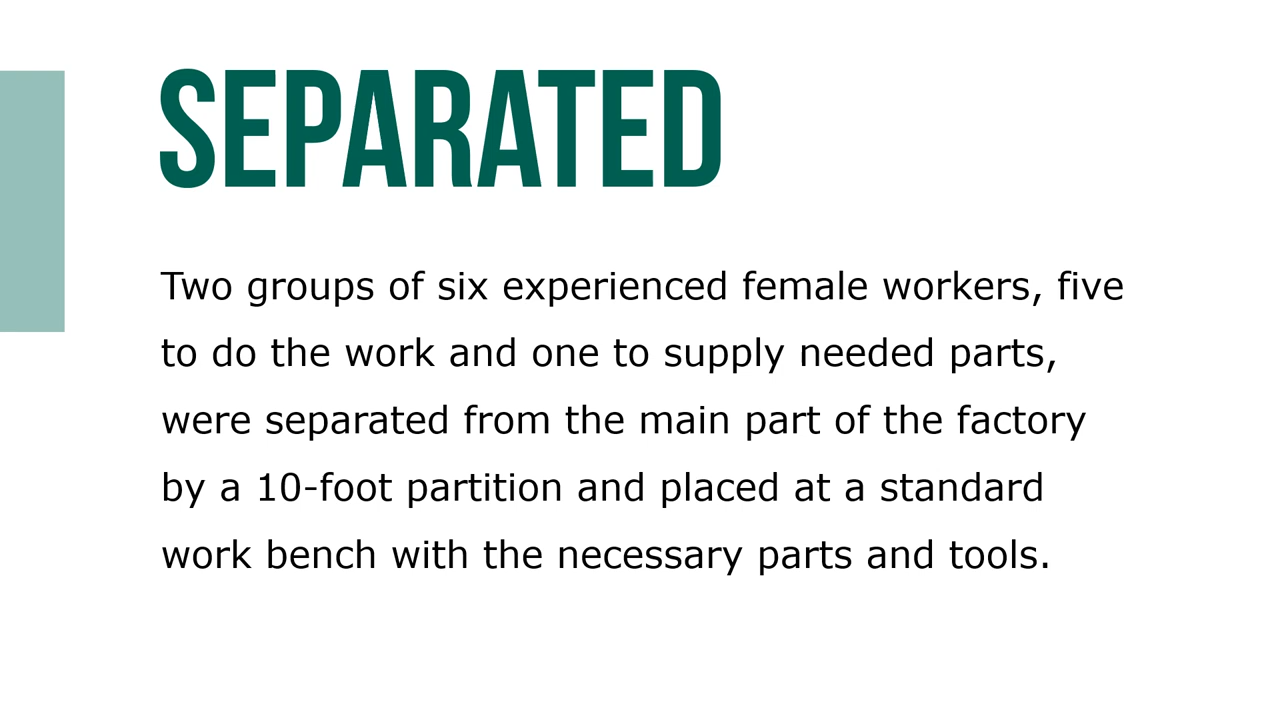 SEPARATED
Two groups of six experienced female workers, five
to do the work and one to supply needed parts,
were separated from the main part of the factory
by a 10-foot partition and placed at a standard
work bench with the necessary parts and tools.